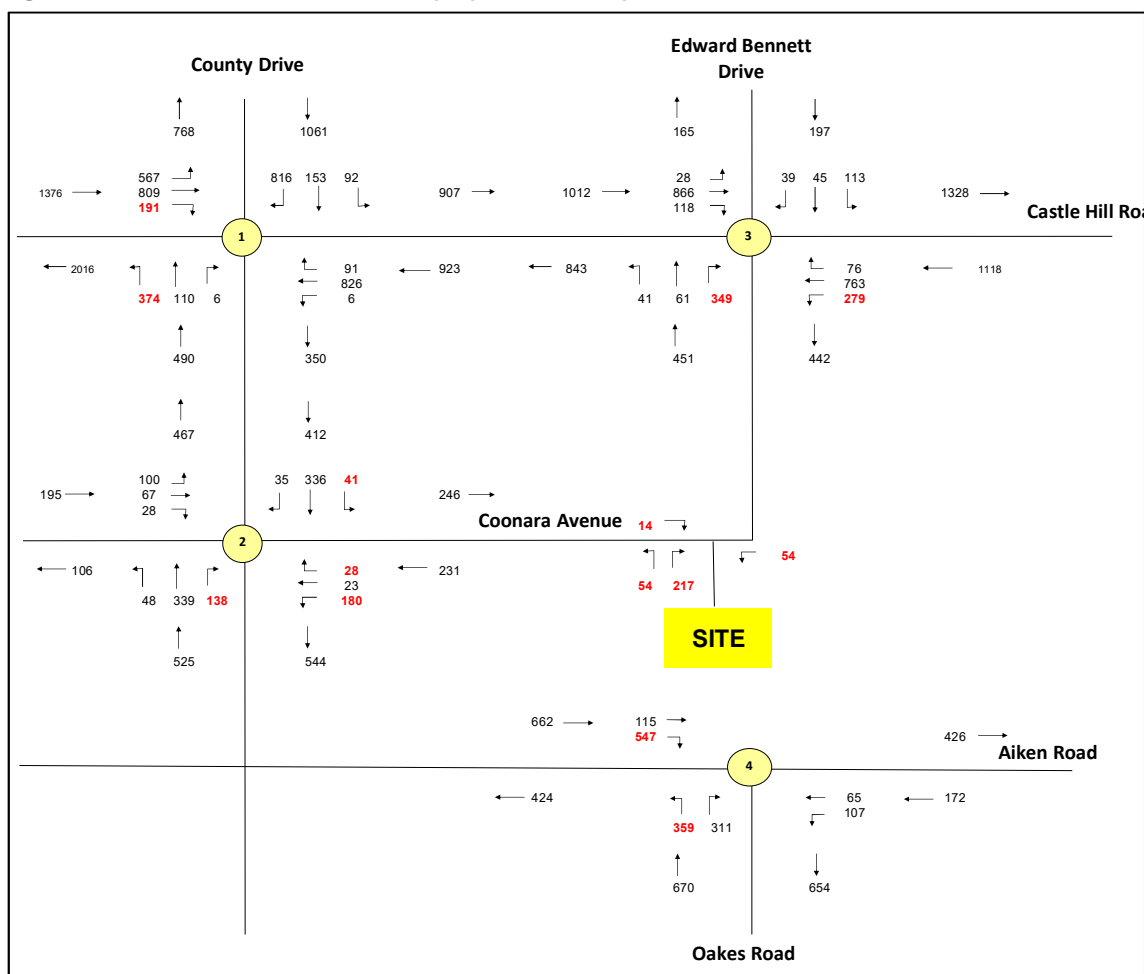 Edward Bennett
Drive
County Drive
768 1061 165 197
567 28
1376 809 816 153 92 907 1012 866 39 45 113 1328
191 118
Castle Hill Roa
1 3
2016 91 923 843 76 1118
826 763
374 110 6 6 41 61 349 279
490 350 451 442
467 412
100 35 336 41
195 67 246
28
Coonara Avenue 14
2
106 28 231 54
23
48 339 138 180 54 217
525 544
SITE
662 115 426
547
Aiken Road
4
424 65 172
107
359 311
670 654
Oakes Road